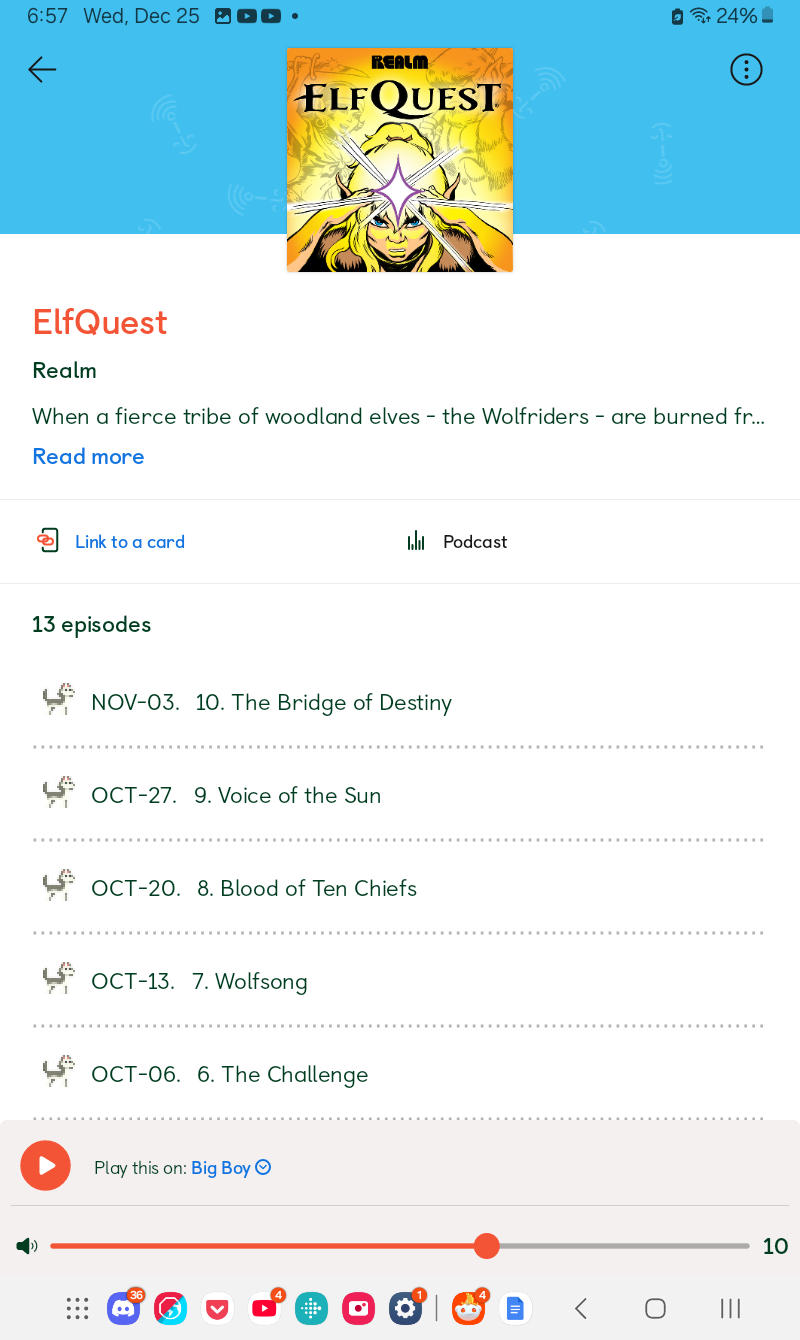 6:57 Wed, Dec 25
24%
REALM
ELFQUEST
ElfQuest
Realm
When a fierce tribe of woodland elves - the Wolfriders - are burned fr...
Read more
Link to a card
Podcast
13 episodes
NOV-03. 10. The Bridge of Destiny
OCT-27. 9. Voice of the Sun
OCT-20. 8. Blood of Ten Chiefs
OCT-13. 7. Wolfsong
OCT-06. 6. The Challenge
Play this on: Big Boy
10
36
4
1
4